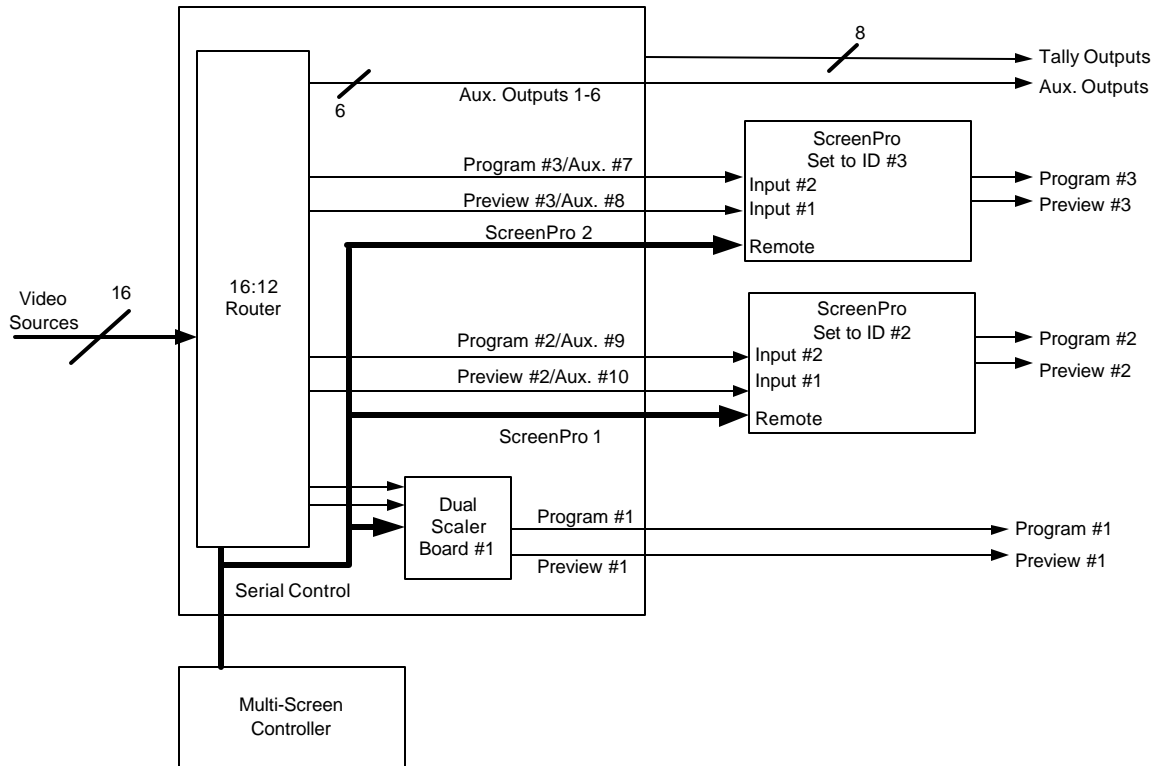 8
Tally Outputs
6
Aux. Outputs 1-6
Aux. Outputs
ScreenPro
Set to ID #3
Program #3/Aux. #7
Input #2
Program #3
Preview #3/Aux. #8
Input #1
Preview #3
ScreenPro 2
Remote
16:12
Router
Video
Sources
16
ScreenPro
Set to ID #2
Program #2/Aux. #9
Input #2
Program #2
Preview #2/Aux. #10
Input #1
Preview #2
Remote
ScreenPro 1
Dual
Scaler
Board #1
Program #1
Program #1
Preview #1
Preview #1
Serial Control
Multi-Screen
Controller